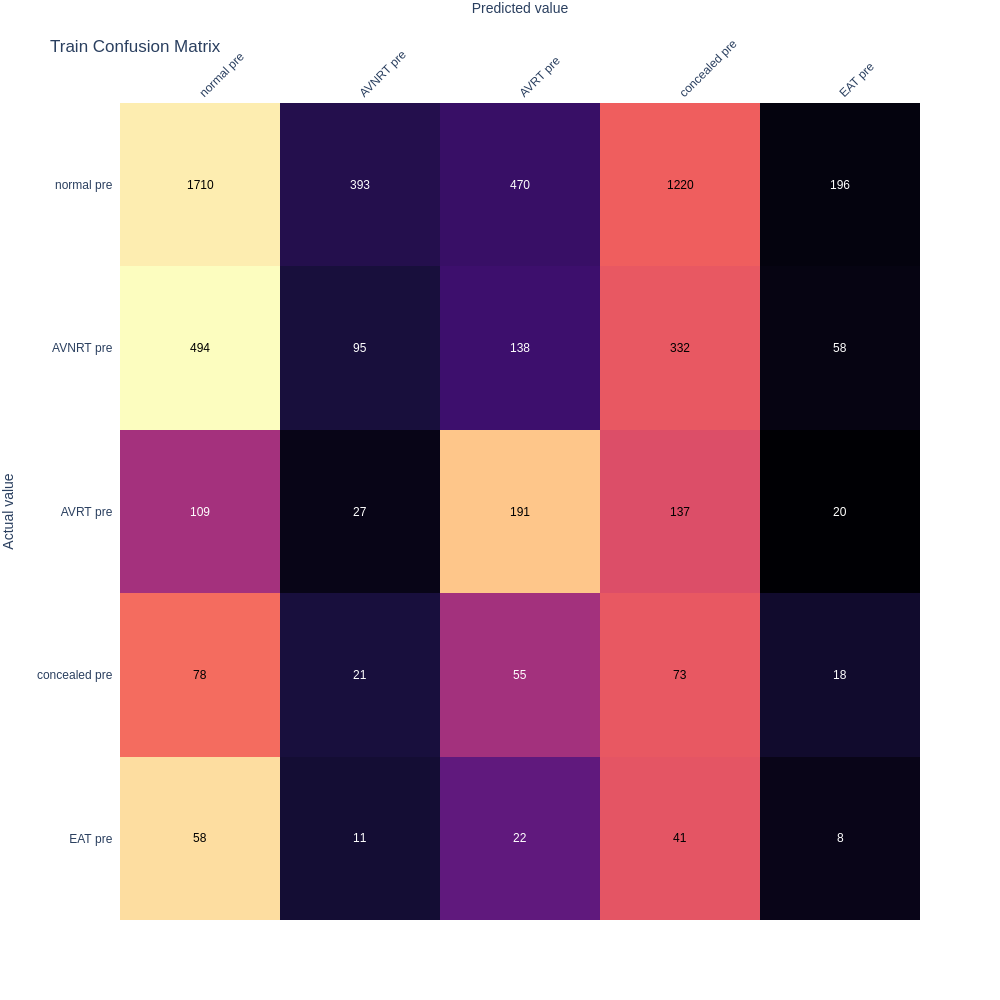 Predicted value
Train Confusion Matrix
normal pre AVNRT pre AVRT pre concealed pre EAT pre
normal pre 1710 393 470 1220 196
AVNRT pre 494 95 138 332 58
AVRT pre 109 27 191 137 20
concealed pre 78 21 55 73 18
EAT pre 58 11 22 41 8
Actual value